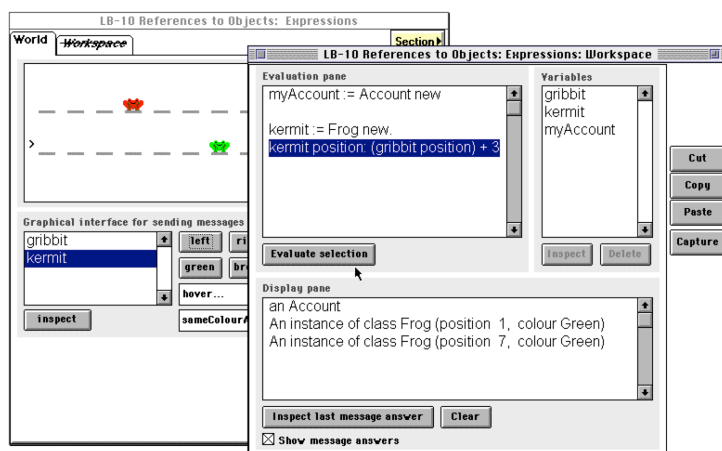 LB-10 References to Objects: Expressions
World
Workspace
Section
LB-10 References to Objects: Expressions: Workspace
Evaluation pane
myAccount := Account new
kermit := Frog new.
kermit position: (gribbit position) + 3
Evaluate selection
Variables
gribbit
kermit
myAccount
Inspect
Delete
Cut
Copy
Paste
Capture
Graphical interface for sending messages
gribbit
kermit
left
ri
green
br
hover...
inspect
sameColour
Display pane
an Account
An instance of class Frog (position 1, colour Green)
An instance of class Frog (position 7, colour Green)
Inspect last message answer
Clear
Show message answers